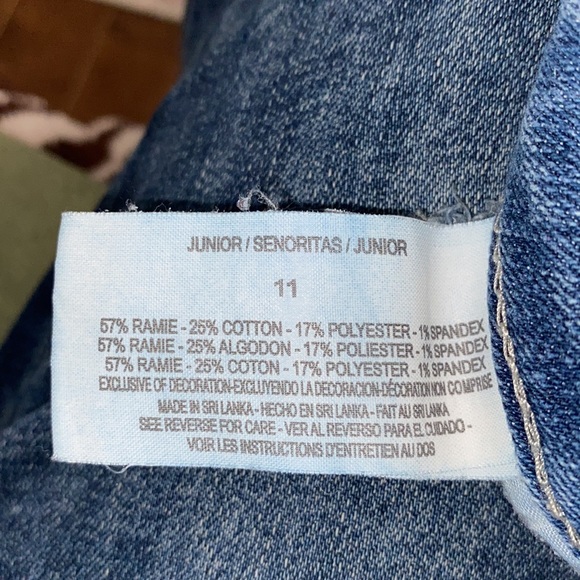 JUNIOR / SENORITAS / JUNIOR
11
57% RAMIE - 25% COTTON - 17% POLYESTER - 1% SPANDEX
57% RAMIE - 25% ALGODON - 17% POLIESTER - 1% SPANDEX
57% RAMIE - 25% COTTON - 17% POLYESTER - 1% SPANDEX
EXCLUSIVE OF DECORATION-EXCLUYENDO LA DECORACION-DÉCORATION NON COMPRISE
MADE IN SRI LANKA - HECHO EN SRI LANKA - FAIT AU SRI LANKA
SEE REVERSE FOR CARE - VER AL REVERSO PARA EL CUIDADO -
VOIR LES INSTRUCTIONS D'ENTRETIEN AU DOS